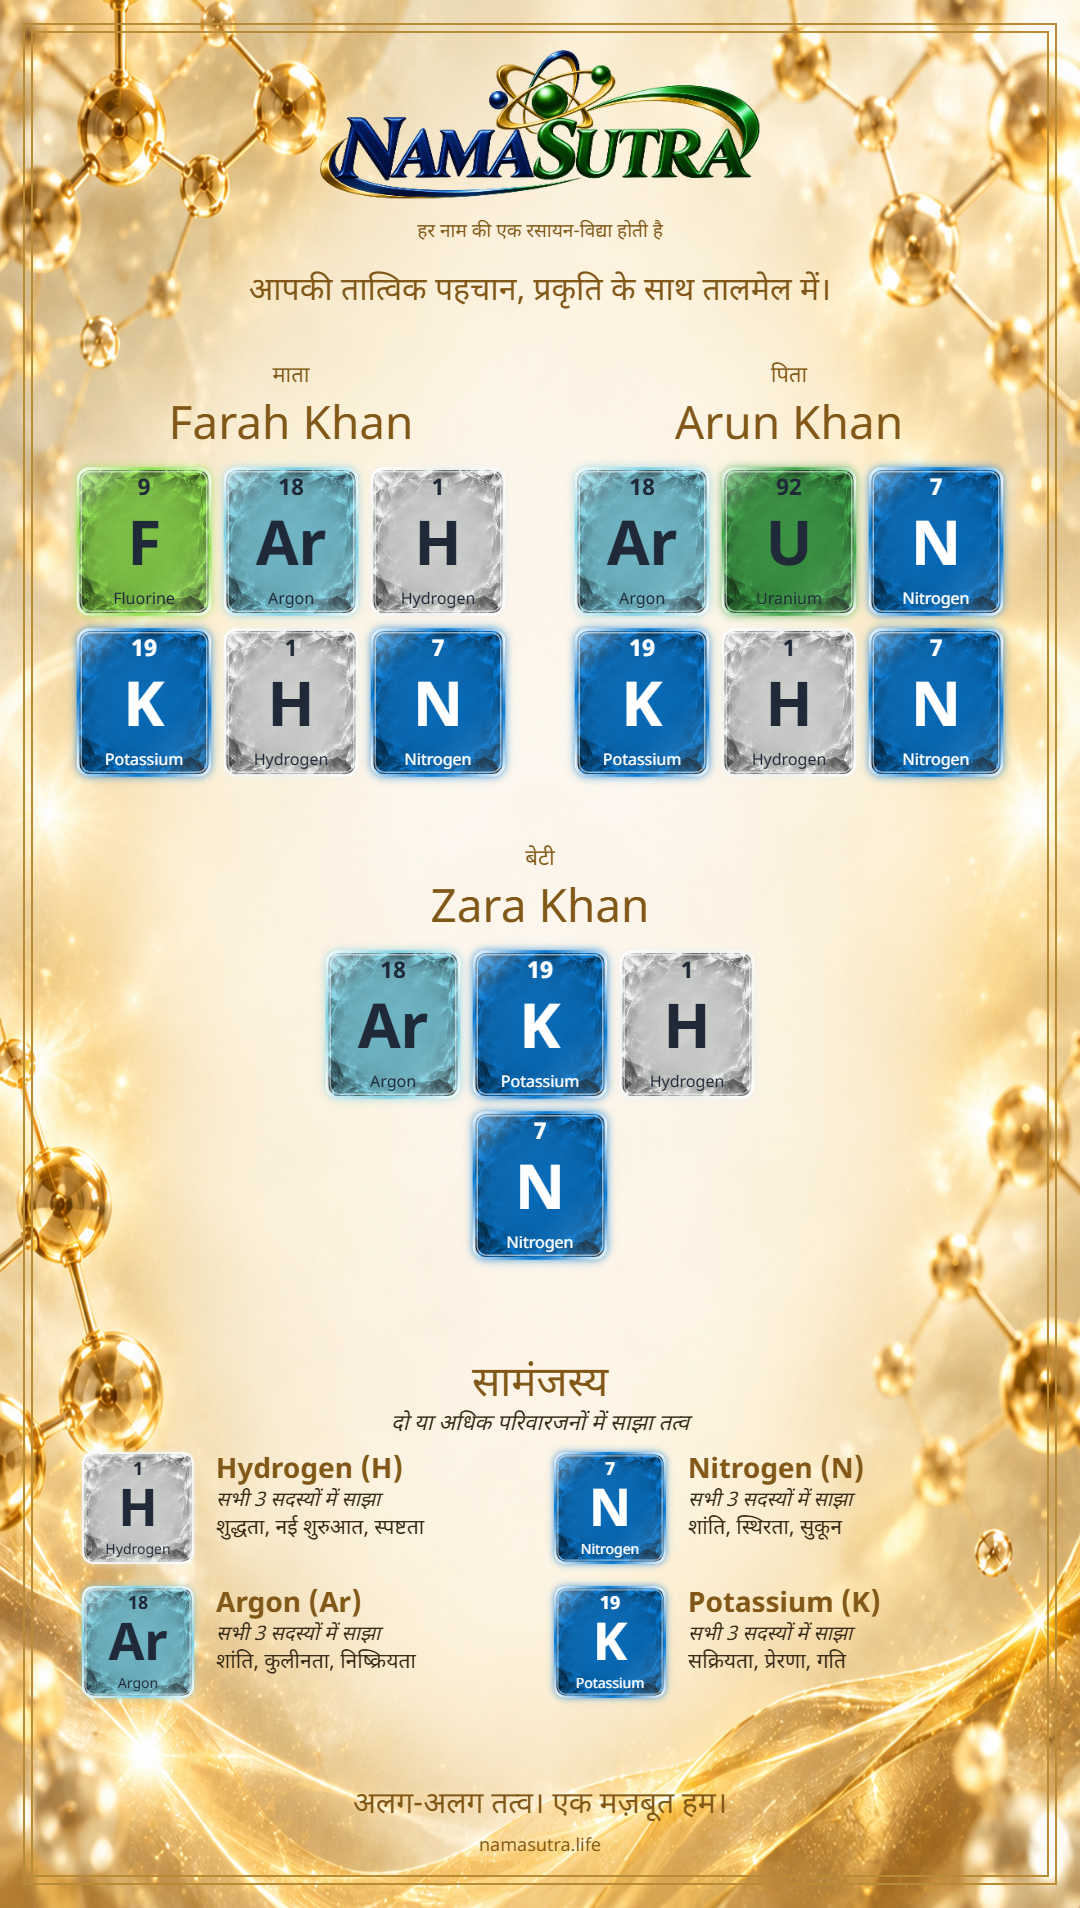 NAMASUTRA
हर नाम की एक रसायन-विद्या होती है
आपकी तात्विक पहचान, प्रकृति के साथ तालमेल में।
माता
Farah Khan
9
F
Fluorine
18
Ar
Argon
1
H
Hydrogen
19
K
Potassium
1
H
Hydrogen
7
N
Nitrogen
पिता
Arun Khan
18
Ar
Argon
92
U
Uranium
7
N
Nitrogen
19
K
Potassium
1
H
Hydrogen
7
N
Nitrogen
बेटी
Zara Khan
18
Ar
Argon
19
K
Potassium
1
H
Hydrogen
7
N
Nitrogen
सामंजस्य
दो या अधिक परिवारजनों में साझा तत्व
1
H
Hydrogen
Hydrogen (H)
सभी 3 सदस्यों में साझा
शुद्धता, नई शुरुआत, स्पष्टता
7
N
Nitrogen
Nitrogen (N)
सभी 3 सदस्यों में साझा
शांति, स्थिरता, सुकून
18
Ar
Argon
Argon (Ar)
सभी 3 सदस्यों में साझा
शांति, कुलीनता, निष्क्रियता
19
K
Potassium
Potassium (K)
सभी 3 सदस्यों में साझा
सक्रियता, प्रेरणा, गति
अलग-अलग तत्व। एक मज़बूत हम।
namasutra.life